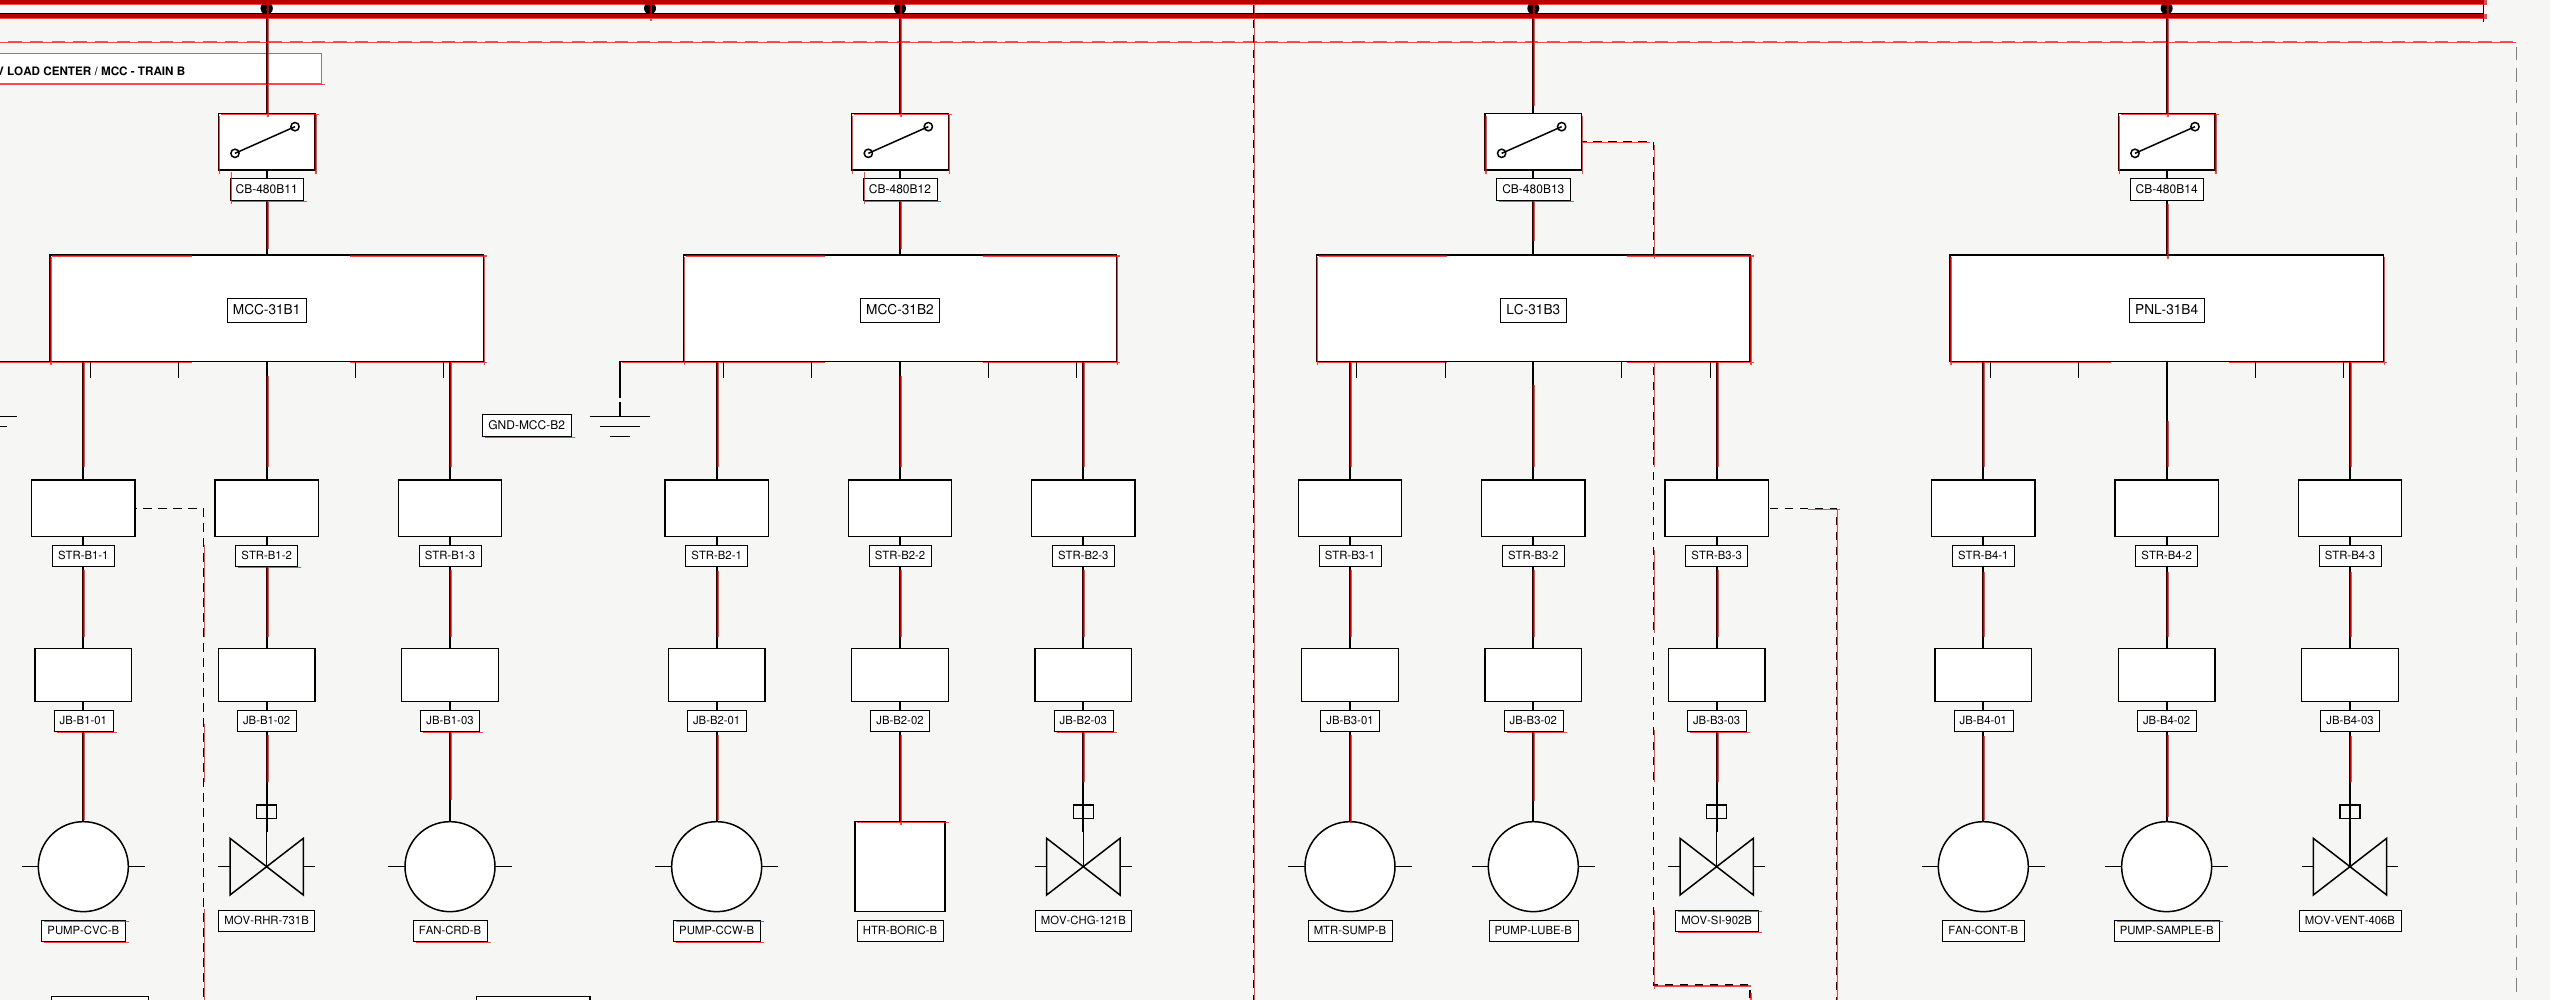 V LOAD CENTER / MCC - TRAIN B
CB-480B11
CB-480B12
CB-480B13
CB-480B14
MCC-31B1
MCC-31B2
LC-31B3
PNL-31B4
GND-MCC-B2
STR-B1-1
STR-B1-2
STR-B1-3
STR-B2-1
STR-B2-2
STR-B2-3
STR-B3-1
STR-B3-2
STR-B3-3
STR-B4-1
STR-B4-2
STR-B4-3
JB-B1-01
JB-B1-02
JB-B1-03
JB-B2-01
JB-B2-02
JB-B2-03
JB-B3-01
JB-B3-02
JB-B3-03
JB-B4-01
JB-B4-02
JB-B4-03
PUMP-CVC-B
MOV-RHR-731B
FAN-CRD-B
PUMP-CCW-B
HTR-BORIC-B
MOV-CHG-121B
MTR-SUMP-B
PUMP-LUBE-B
MOV-SI-902B
FAN-CONT-B
PUMP-SAMPLE-B
MOV-VENT-406B